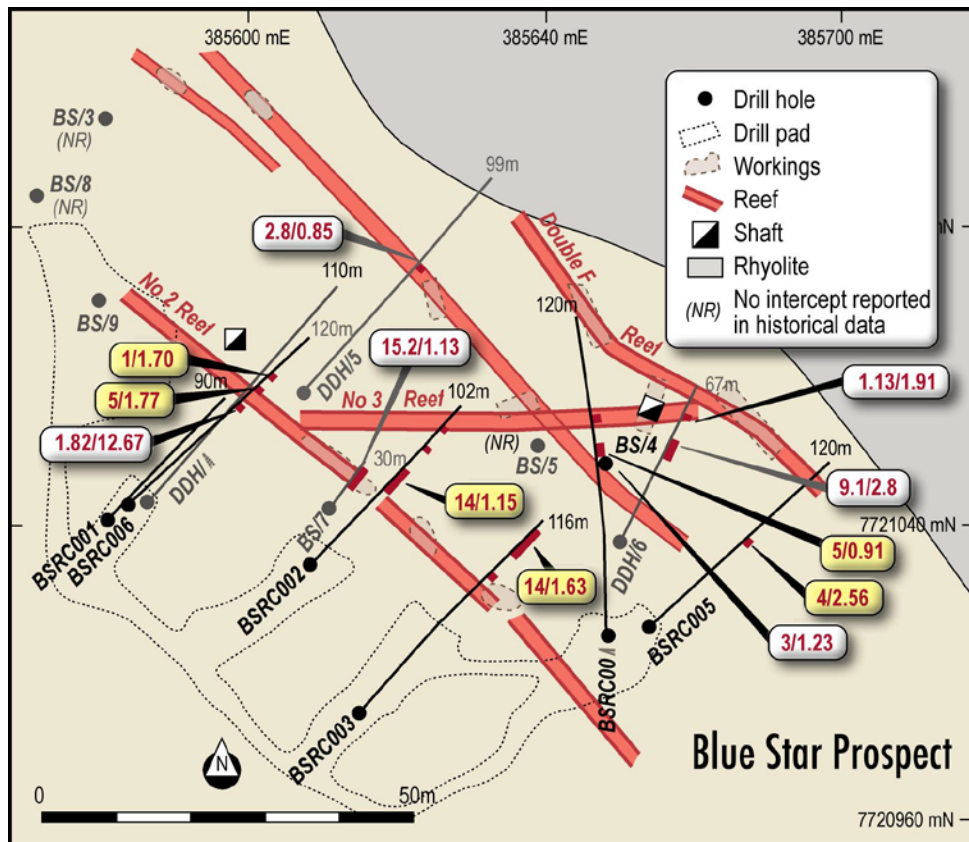 385600 mE
385640 mE
385700 mE
Drill hole
Drill pad
Workings
Reef
Shaft
Rhyolite
(NR) No intercept reported
in historical data
BS/3
(NR)
BS/8
(NR)
99m
2.8/0.85
110m
Double F
Reef
120m
No 2 Reef
BS/9
120m
DDH/5
15.2/1.13
1/1.70
5/1.77
90m
1.82/12.67
102m
No 3 Reef
(NR)
BS/5
BS/4
67m
1.13/1.91
120m
9.1/2.8
DDH/
BSRC001
BSRC006
30m
BS/7
14/1.15
BSRC002
116m
14/1.63
DDH/6
7721040 mN
5/0.91
4/2.56
3/1.23
BSRC005
BSRC00
BSRC003
N
Blue Star Prospect
0
50m
7720960 mN